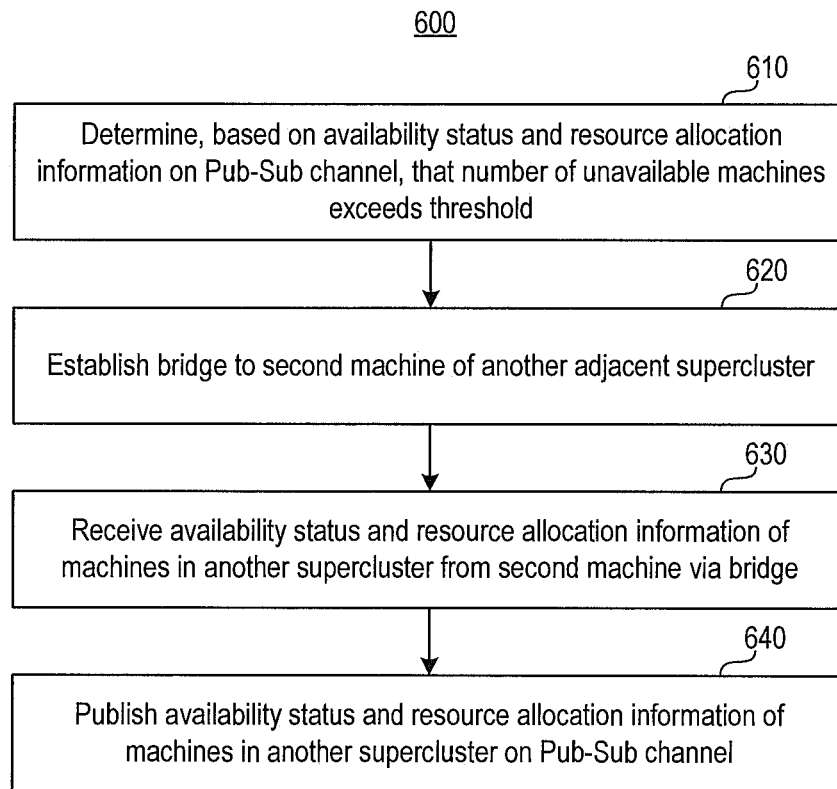 600
610
Determine, based on availability status and resource allocation
information on Pub-Sub channel, that number of unavailable machines
exceeds threshold
620
Establish bridge to second machine of another adjacent supercluster
630
Receive availability status and resource allocation information of
machines in another supercluster from second machine via bridge
640
Publish availability status and resource allocation information of
machines in another supercluster on Pub-Sub channel